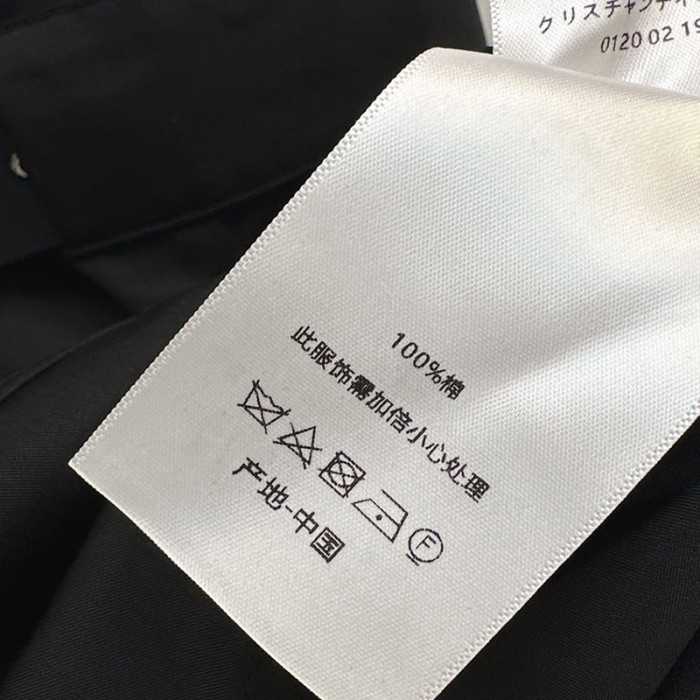 クリスチャンディ
0120 02 19
100%棉
此服饰霧加倍小心处理
F
产地-中国